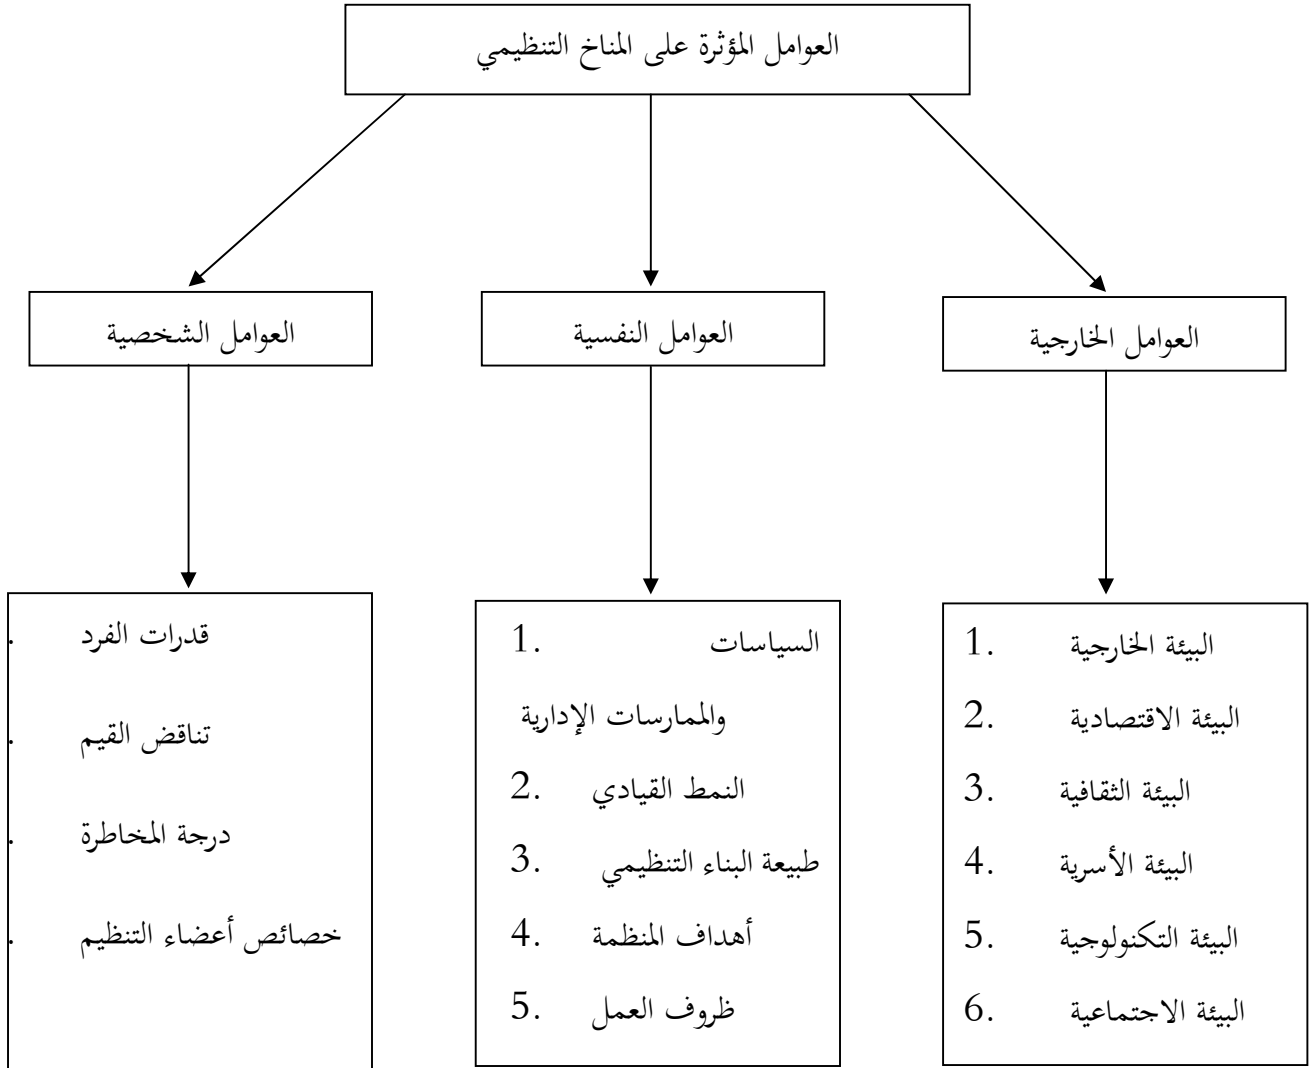 العوامل المؤثرة على المناخ التنظيمي
العوامل الخارجية
العوامل النفسية
العوامل الشخصية
1. البيئة الخارجية
2. البيئة الاقتصادية
3. البيئة الثقافية
4. البيئة الأسرية
5. البيئة التكنولوجية
6. البيئة الاجتماعية
1. السياسات
والممارسات الإدارية
2. النمط القيادي
3. طبيعة البناء التنظيمي
4. أهداف المنظمة
5. ظروف العمل
. قدرات الفرد
. تناقض القيم
. درجة المخاطرة
. خصائص أعضاء التنظيم